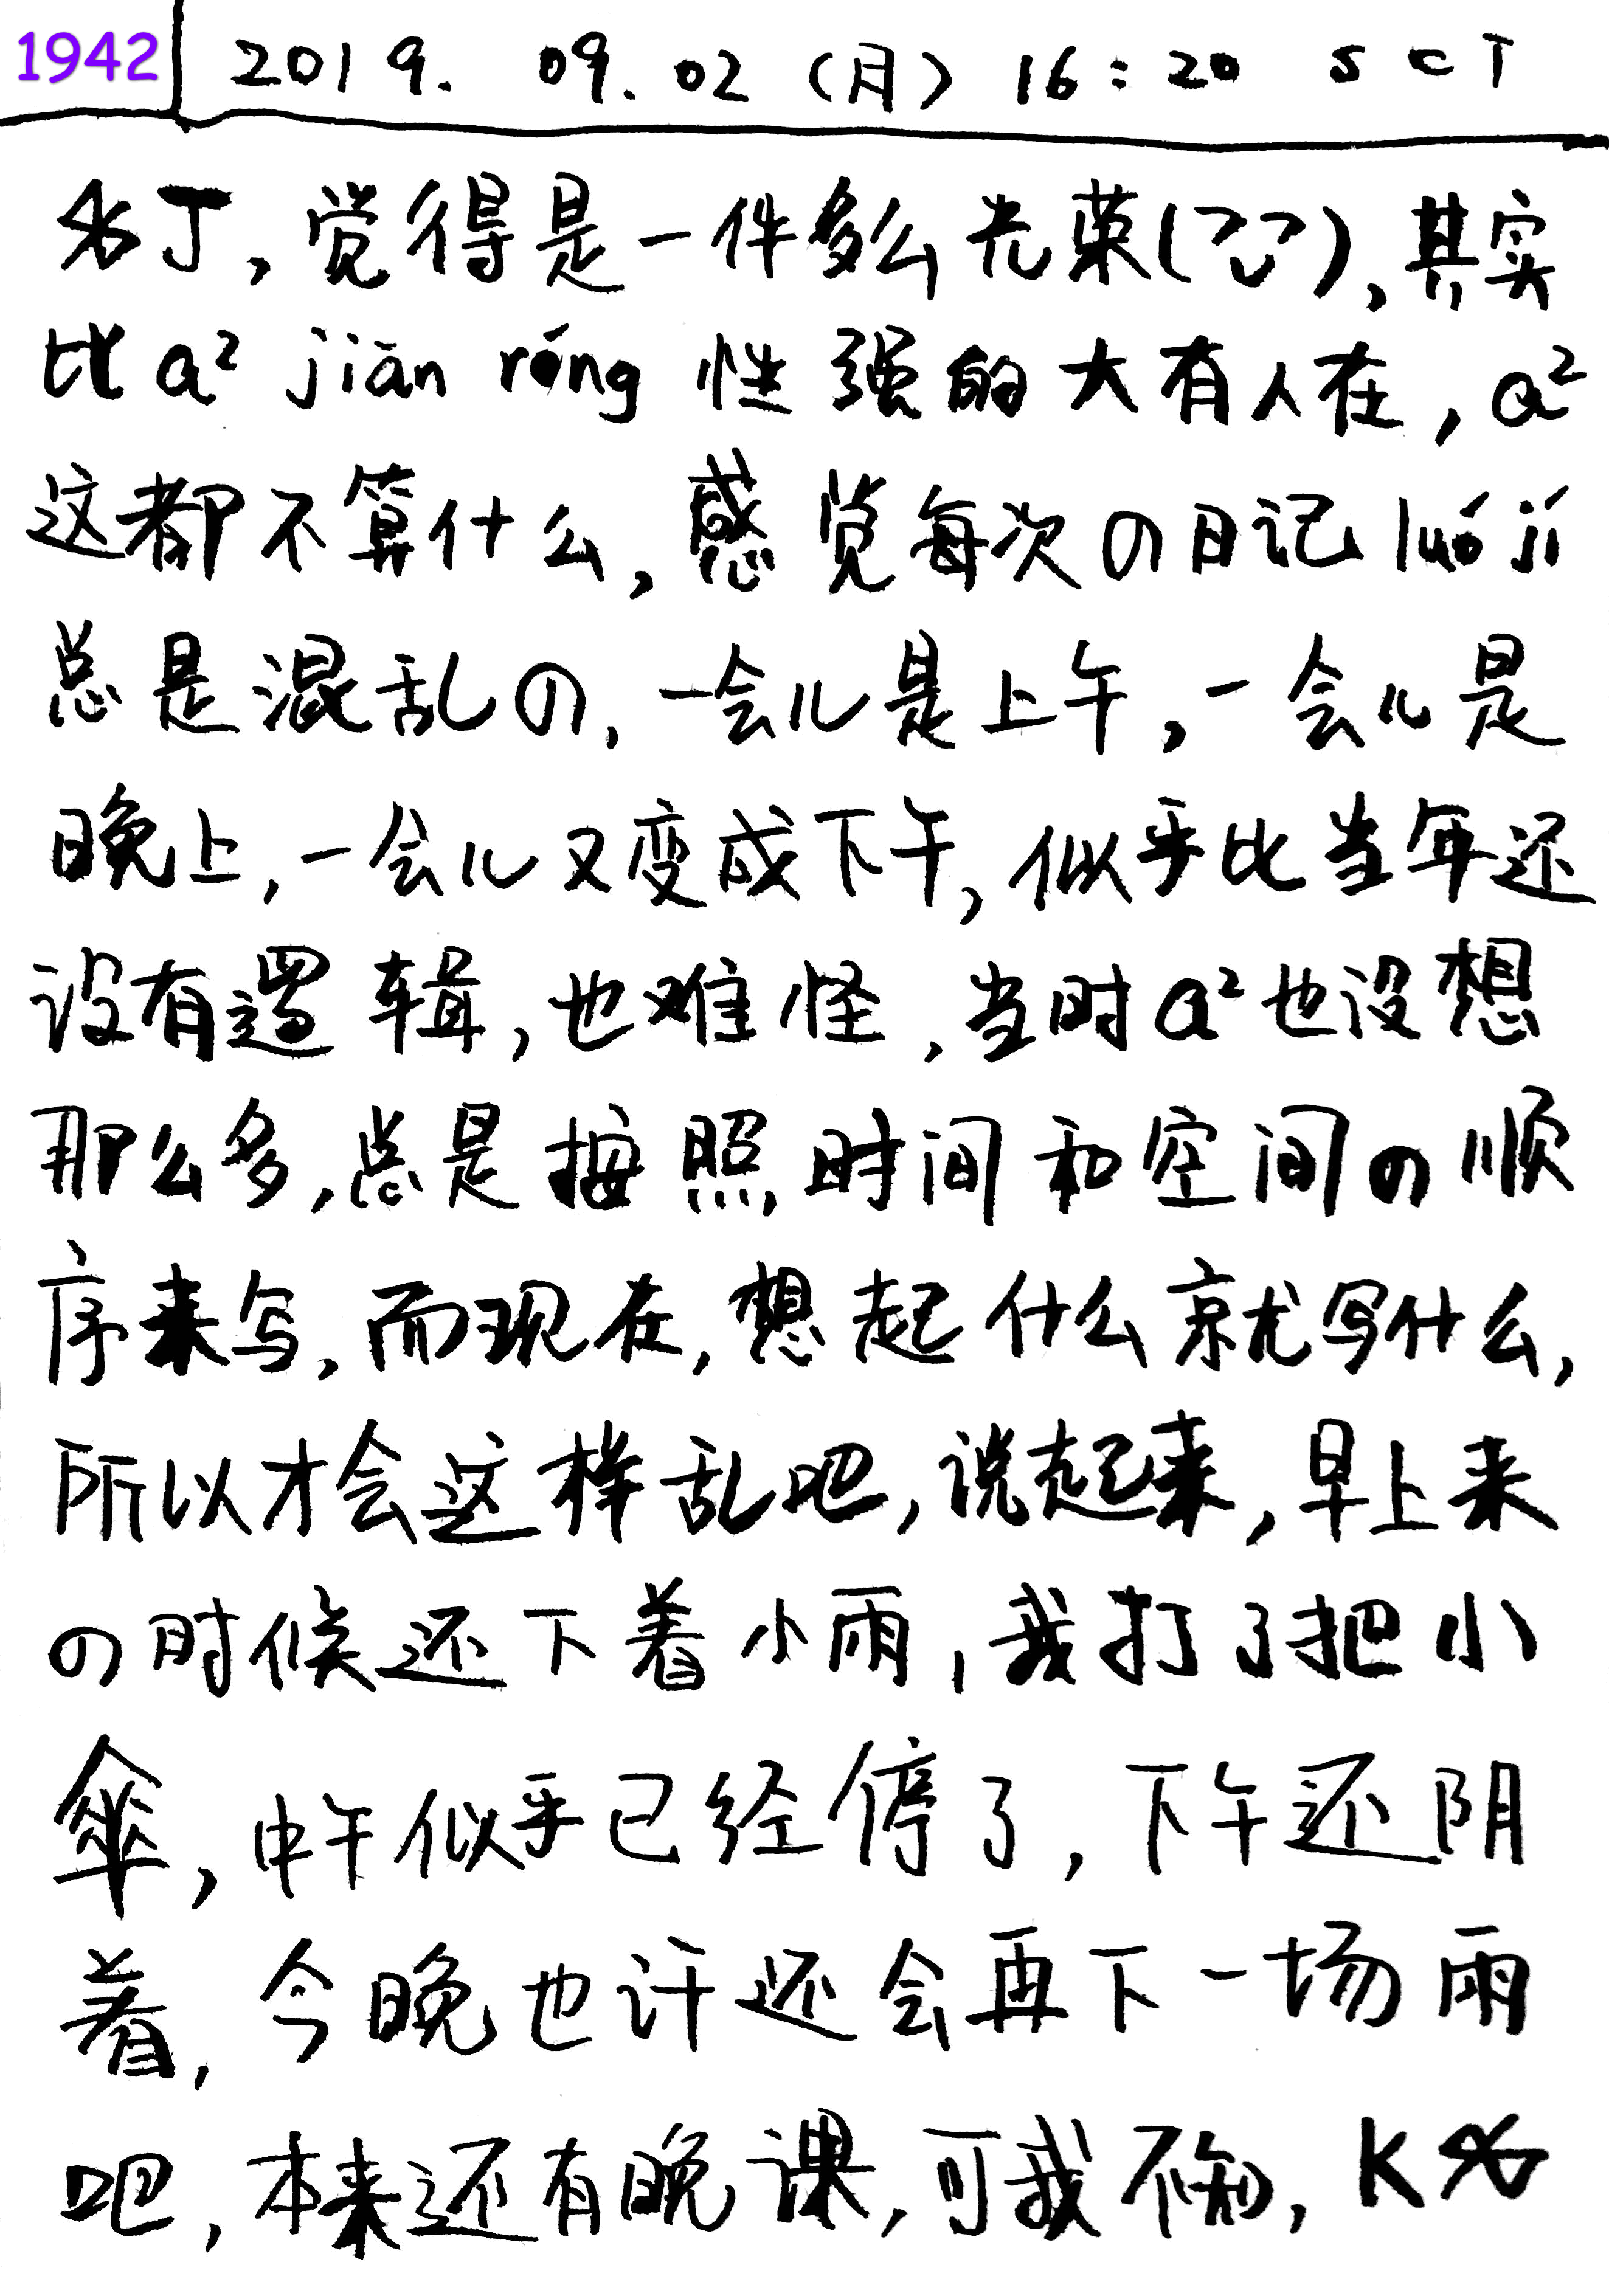 1942 2019. 09. 02 (月) 16:20 SCT
丁,觉得是一件多么光荣(つ),其实
比a² jiān róng 性强的大有人在,a²
这都不算什么,感觉每次の日记 luó jí
总是混乱の,一会儿是上午,一会儿是
晚上,一会儿又变成下午,似乎比当年还
没有逻辑,也难怪,当时a²也没想
那么多,总是按照时间和空间の顺
序来写,而现在,想起什么就写什么,
所以才会这样乱吧,说起来,早上来
の时候还下着小雨,我打了把小
伞,中午似乎已经停了,下午还阴
着,今晚也许还会再下一场雨
吧,本来还有晚课,可我不知,K